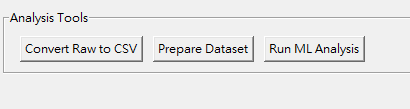 Analysis Tools
Convert Raw to CSV Prepare Dataset Run ML Analysis